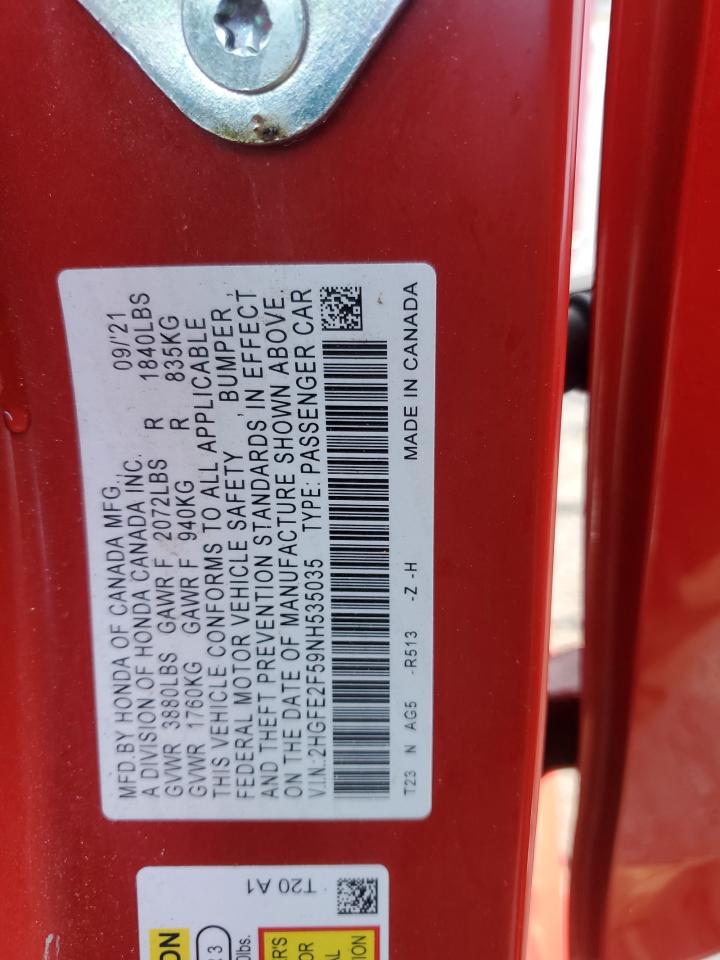 MFD.BY HONDA OF CANADA MFG., 09/'21
A DIVISION OF HONDA CANADA INC.
GVWR 3880LBS GAWR F 2072LBS R 1840LBS
GVWR 1760KG GAWR F 940KG R 835KG
THIS VEHICLE CONFORMS TO ALL APPLICABLE
FEDERAL MOTOR VEHICLE SAFETY, BUMPER,
AND THEFT PREVENTION STANDARDS IN EFFECT
ON THE DATE OF MANUFACTURE SHOWN ABOVE.
V.I.N.:2HGFE2F59NH535035 TYPE: PASSENGER CAR
T23 N AG5 -R513 -Z -H MADE IN CANADA
T20 A1